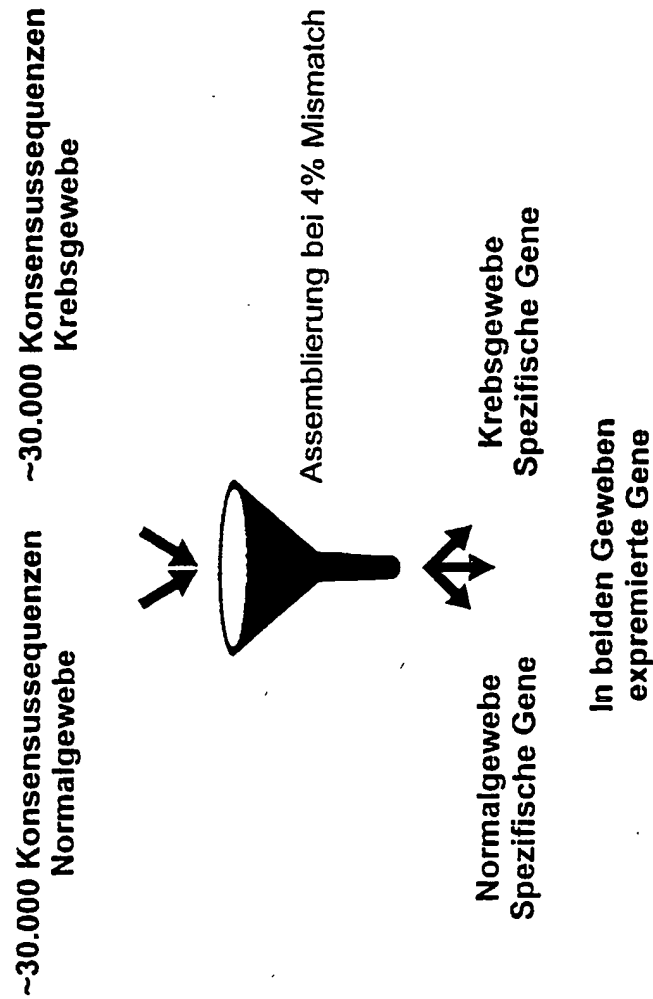 ~30.000 Konsensussequenzen
Normalgewebe
~30.000 Konsensussequenzen
Krebsgewebe
Assemblierung bei 4% Mismatch
Normalgewebe
Spezifische Gene
Krebsgewebe
Spezifische Gene
In beiden Geweben
expremierte Gene